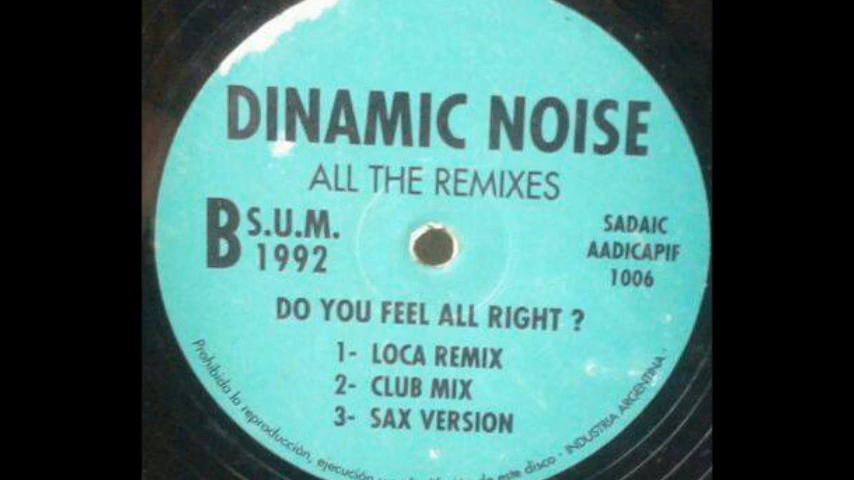 DINAMIC NOISE
ALL THE REMIXES
B S.U.M.
1992
SADAIC
AADICAPIF
1006
DO YOU FEEL ALL RIGHT ?
1- LOCA REMIX
2- CLUB MIX
3- SAX VERSION
Prohibida la reproducción, ejecución de este disco - INDUSTRIA ARGENTINA -